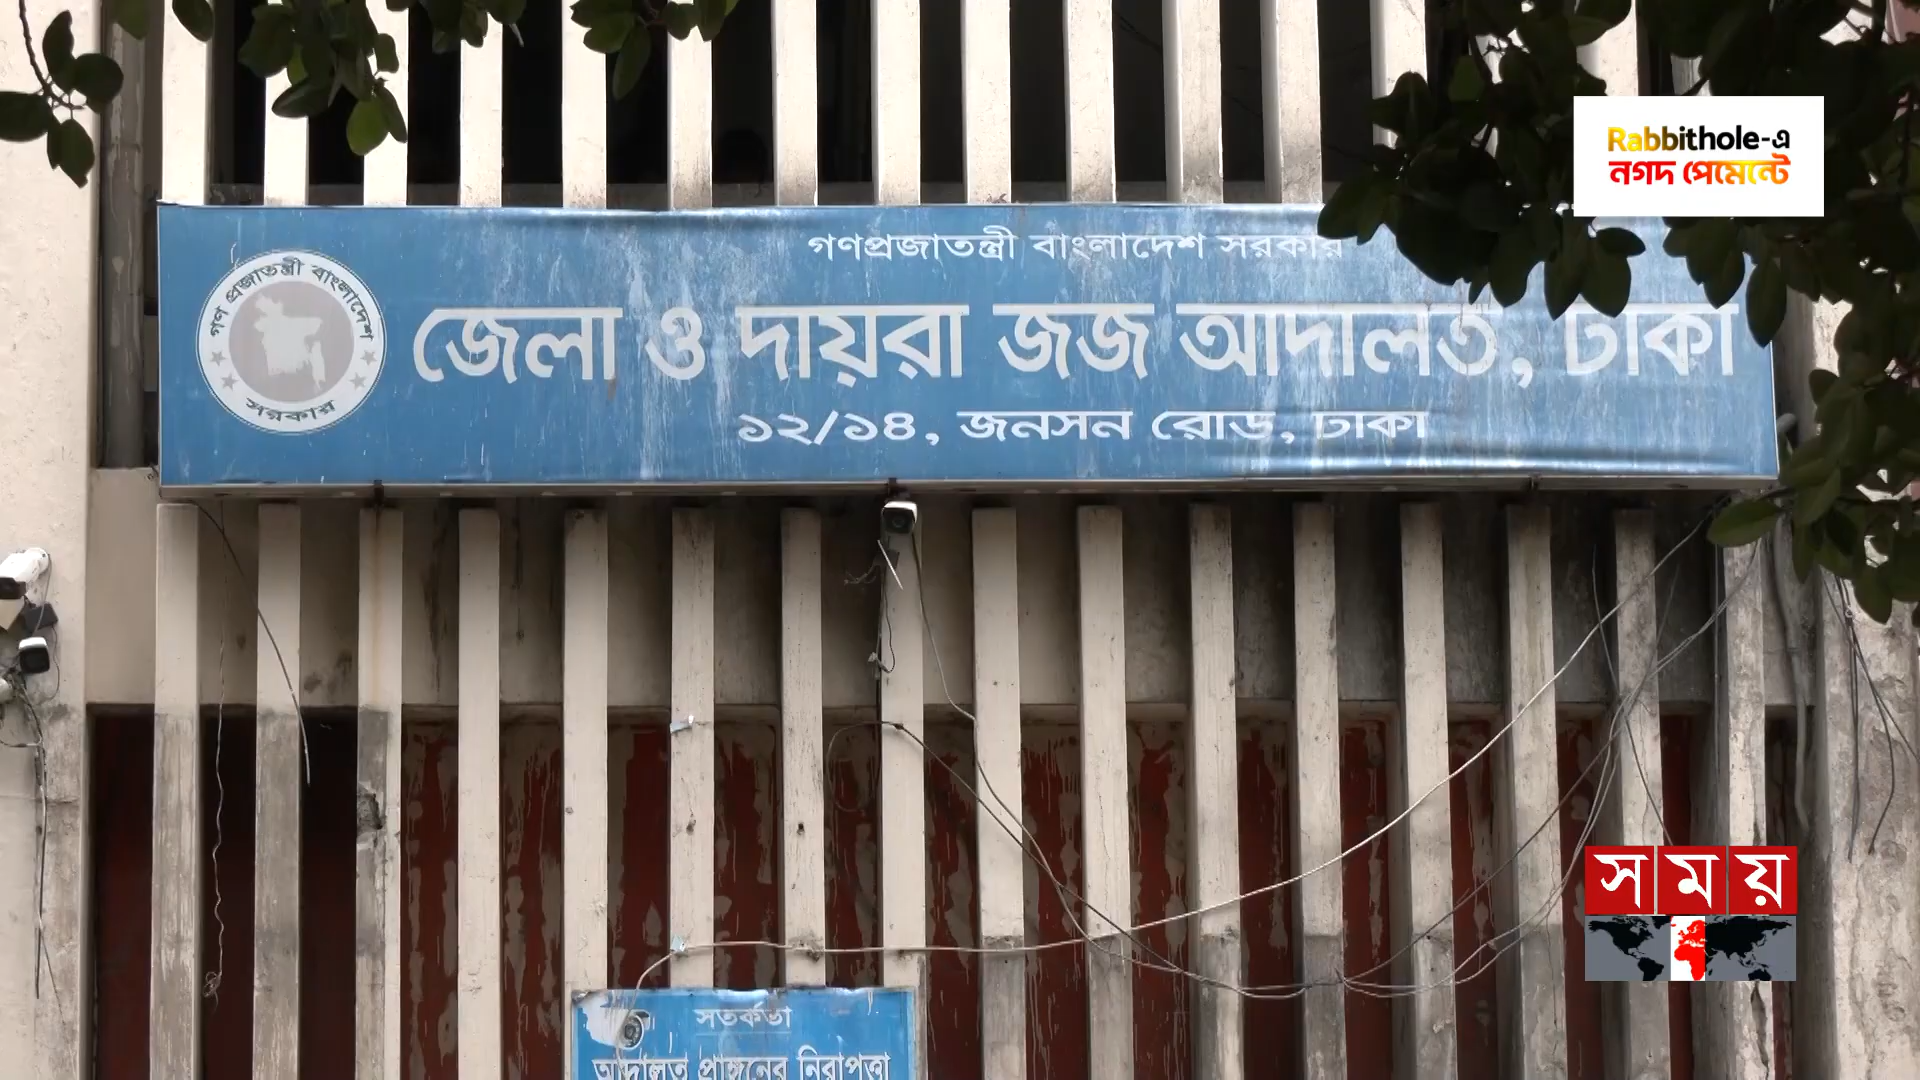 Rabbithole-এ
নগদ পেমেন্টে
গণপ্রজাতন্ত্রী বাংলাদেশ সরকার
গণ প্রজাতন্ত্রী বাংলাদেশ
সরকার
জেলা ও দায়রা জজ আদালত, ঢাকা
১২/১৪, জনসন রোড, ঢাকা
সময়
সতর্কতা
আদালত প্রাঙ্গনের নিরাপত্তা